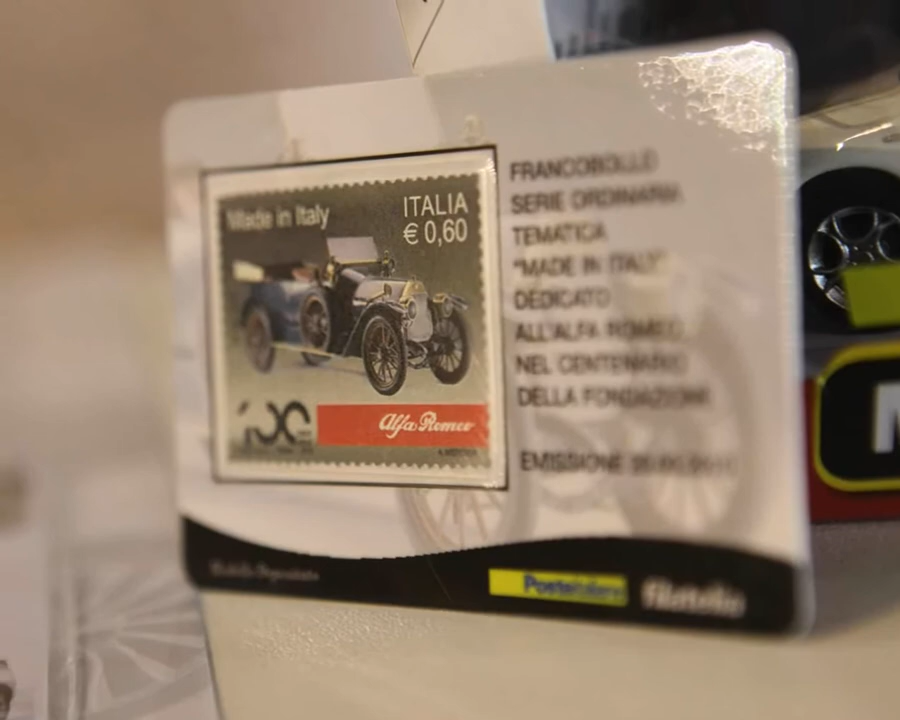 Made in Italy
ITALIA
€ 0,60
100
Alfa Romeo
FRANCOBOLLO
SERIE ORDINARIA
TEMATICA
"MADE IN ITALY"
DEDICATO
ALL'ALFA ROMEO
NEL CENTENARIO
DELLA FONDAZIONE
EMISSIONE
Posteitaliane
filatelia